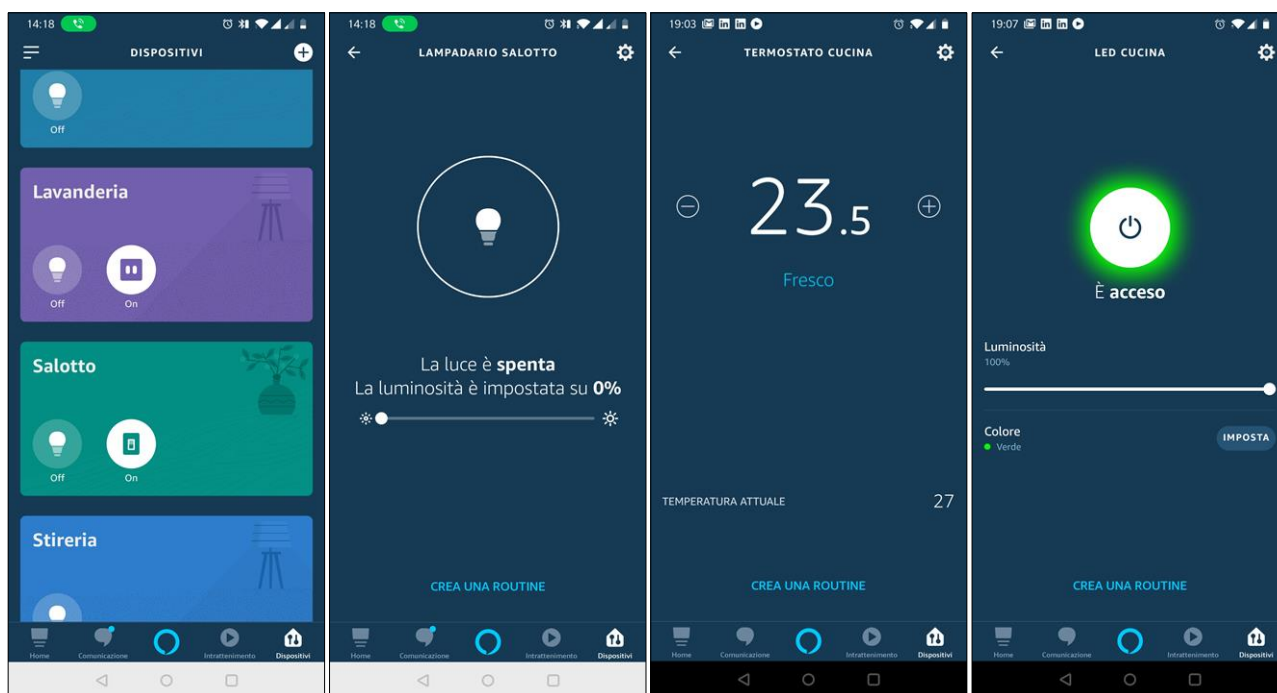 14:18
DISPOSITIVI
Off
Lavanderia
Off On
Salotto
Off On
Stireria
Home Comunicazione Intrattenimento Dispositivi
14:18
LAMPADARIO SALOTTO
La luce è spenta
La luminosità è impostata su 0%
CREA UNA ROUTINE
Home Comunicazione Intrattenimento Dispositivi
19:03
TERMOSTATO CUCINA
23.5
Fresco
TEMPERATURA ATTUALE 27
CREA UNA ROUTINE
Home Comunicazione Intrattenimento Dispositivi
19:07
LED CUCINA
È acceso
Luminosità
100%
Colore
Verde
IMPOSTA
CREA UNA ROUTINE
Home Comunicazione Intrattenimento Dispositivi